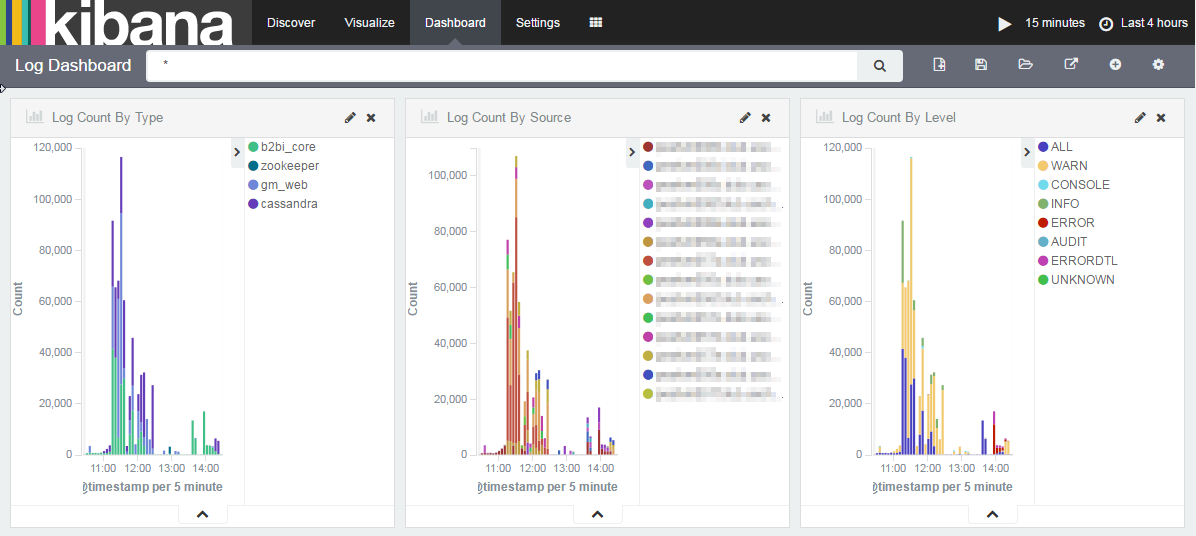 kibana
Discover Visualize Dashboard Settings 15 minutes Last 4 hours
Log Dashboard *
Log Count By Type
120,000
100,000
80,000
60,000
40,000
20,000
0
Count
11:00 12:00 13:00 14:00
@timestamp per 5 minute
b2bi_core
zookeeper
gm_web
cassandra
Log Count By Source
100,000
80,000
60,000
40,000
20,000
0
Count
11:00 12:00 13:00 14:00
@timestamp per 5 minute
Log Count By Level
120,000
100,000
80,000
60,000
40,000
20,000
0
Count
11:00 12:00 13:00 14:00
@timestamp per 5 minute
ALL
WARN
CONSOLE
INFO
ERROR
AUDIT
ERRORDTL
UNKNOWN